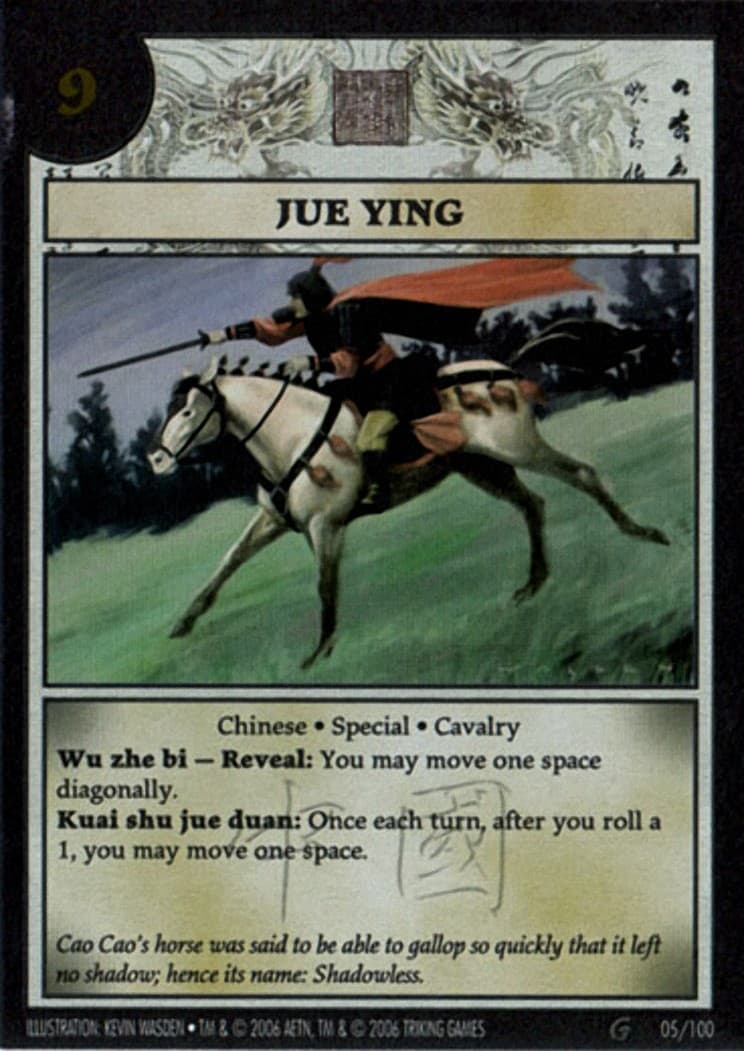 9
JUE YING
Chinese • Special • Cavalry
Wu zhe bi – Reveal: You may move one space
diagonally.
Kuai shu jue duan: Once each turn, after you roll a
1, you may move one space.
中 國
Cao Cao's horse was said to be able to gallop so quickly that it left
no shadow; hence its name: Shadowless.
ILLUSTRATION: KEVIN WASDEN • TM & © 2006 AETN, TM & © 2006 TRIKING GAMES G 05/100